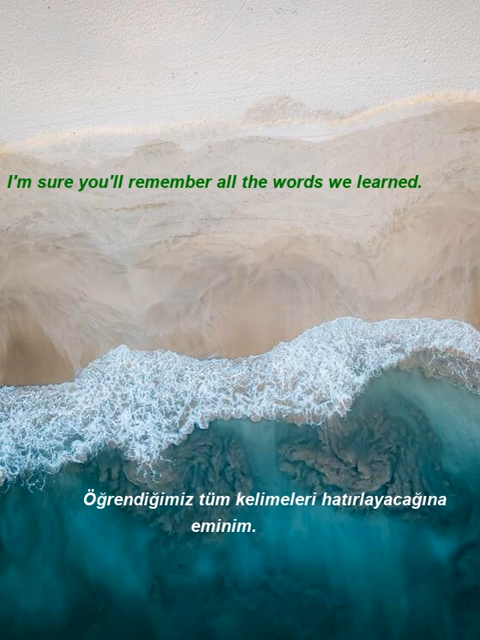 I'm sure you'll remember all the words we learned.
Öğrendiğimiz tüm kelimeleri hatırlayacağına
eminim.